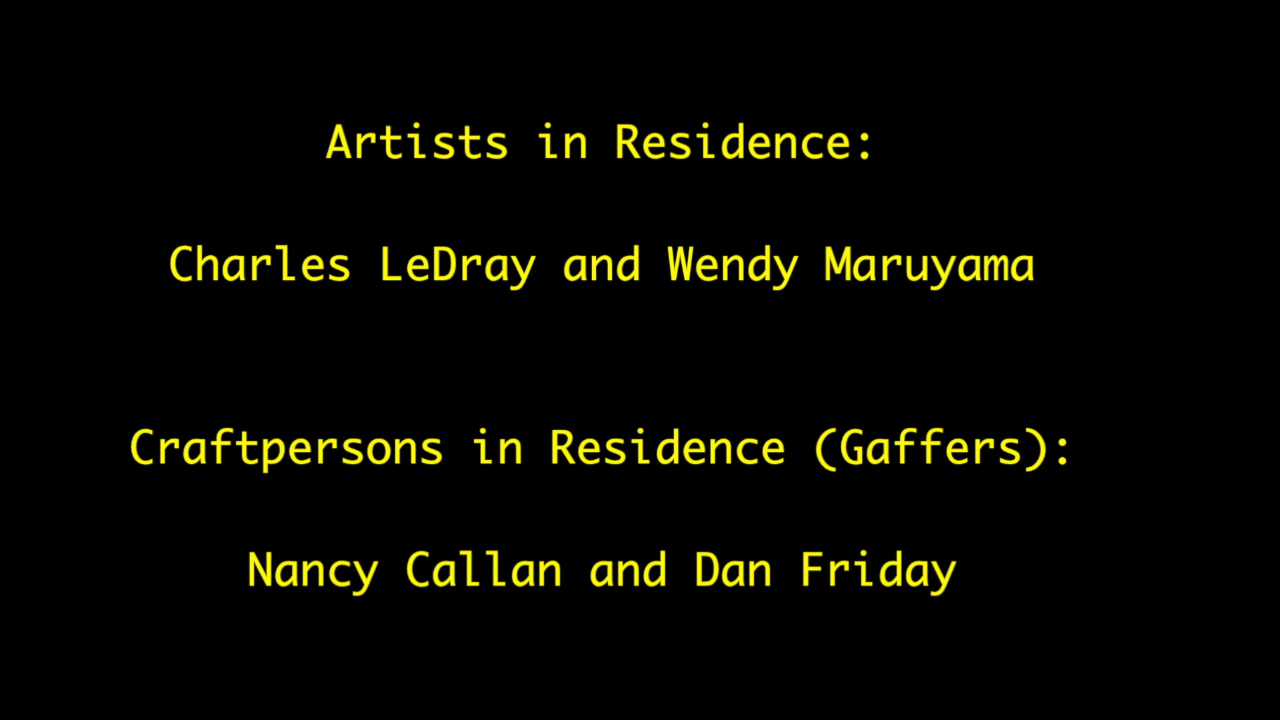 Artists in Residence:
Charles LeDray and Wendy Maruyama
Craftpersons in Residence (Gaffers):
Nancy Callan and Dan Friday